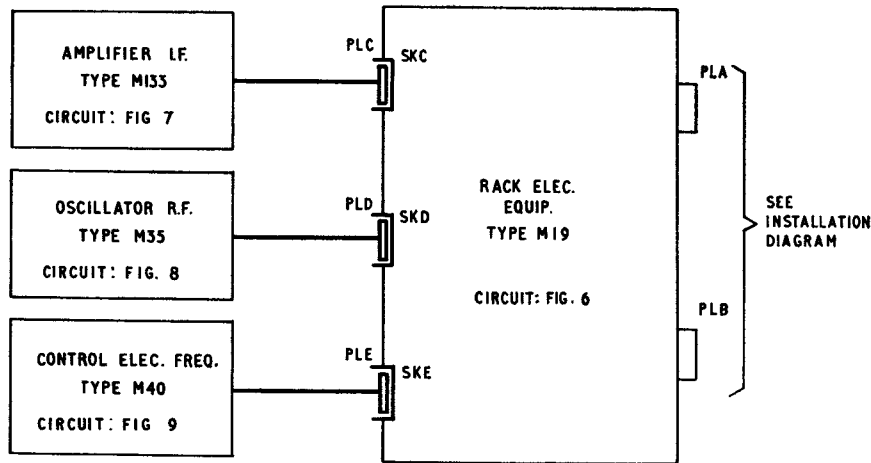 AMPLIFIER I.F.
TYPE M133
CIRCUIT: FIG 7
PLC
SKC
OSCILLATOR R.F.
TYPE M35
CIRCUIT: FIG. 8
PLD
SKD
CONTROL ELEC. FREQ.
TYPE M40
CIRCUIT: FIG 9
PLE
SKE
RACK ELEC.
EQUIP.
TYPE M19
CIRCUIT: FIG. 6
PLA
PLB
SEE
INSTALLATION
DIAGRAM